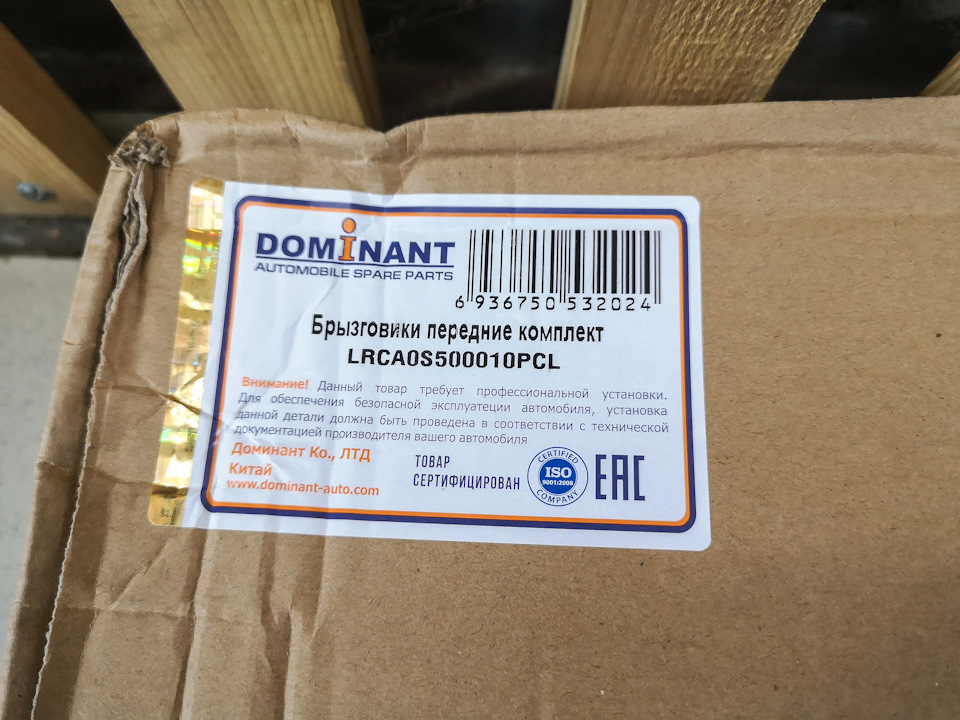 DOMiNANT
AUTOMOBILE SPARE PARTS
6 936750 532024
Брызговики передние комплект
LRCA0S500010PCL
Внимание! Данный товар требует профессиональной установки.
Для обеспечения безопасной эксплуатеции автомобиля, установка
данной детали должна быть проведена в соответствии с технической
документацией производителя вашего автомобиля
Доминант Ко., ЛТД
Китай
www.dominant-auto.com
ТОВАР
СЕРТИФИЦИРОВАН
CERTIFIED
ISO
9001:2008
COMPANY
EAC